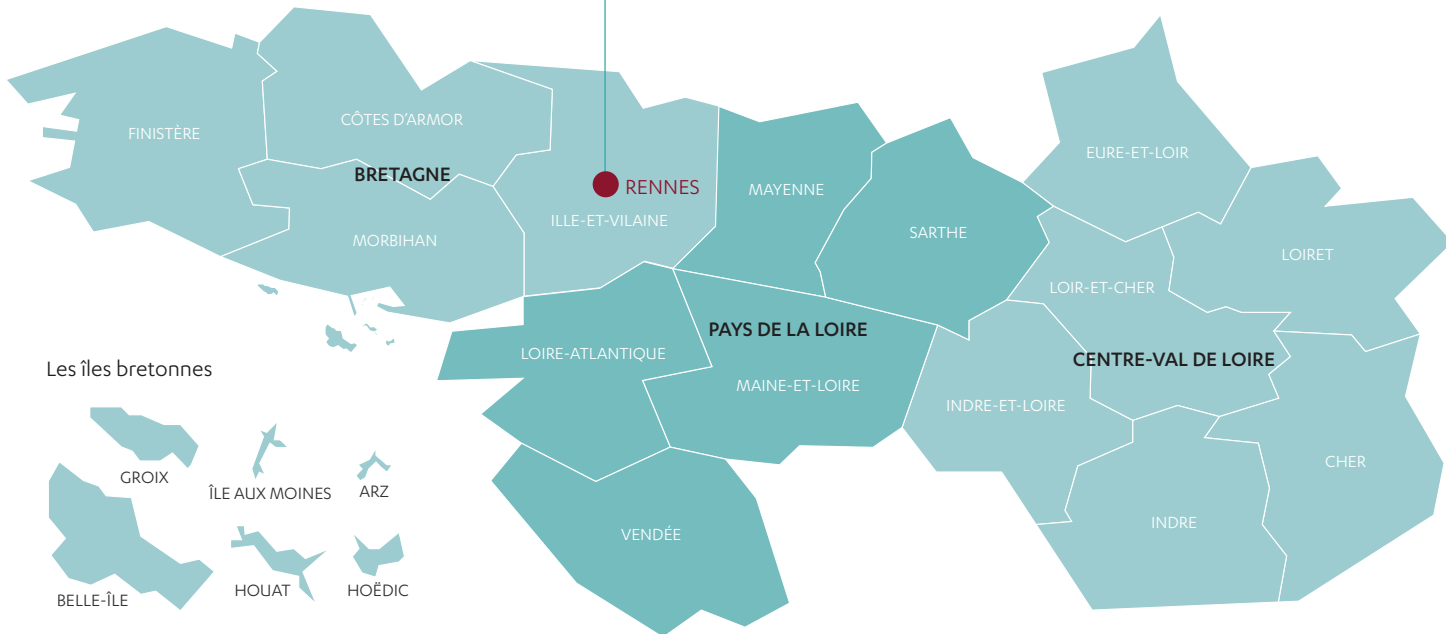 FINISTÈRE
CÔTES D'ARMOR
BRETAGNE
MORBIHAN
RENNES
ILLE-ET-VILAINE
MAYENNE
SARTHE
EURE-ET-LOIR
LOIRET
LOIR-ET-CHER
PAYS DE LA LOIRE
LOIRE-ATLANTIQUE
MAINE-ET-LOIRE
CENTRE-VAL DE LOIRE
INDRE-ET-LOIRE
CHER
INDRE
VENDÉE
Les îles bretonnes
GROIX
ÎLE AUX MOINES
ARZ
BELLE-ÎLE
HOUAT
HOËDIC